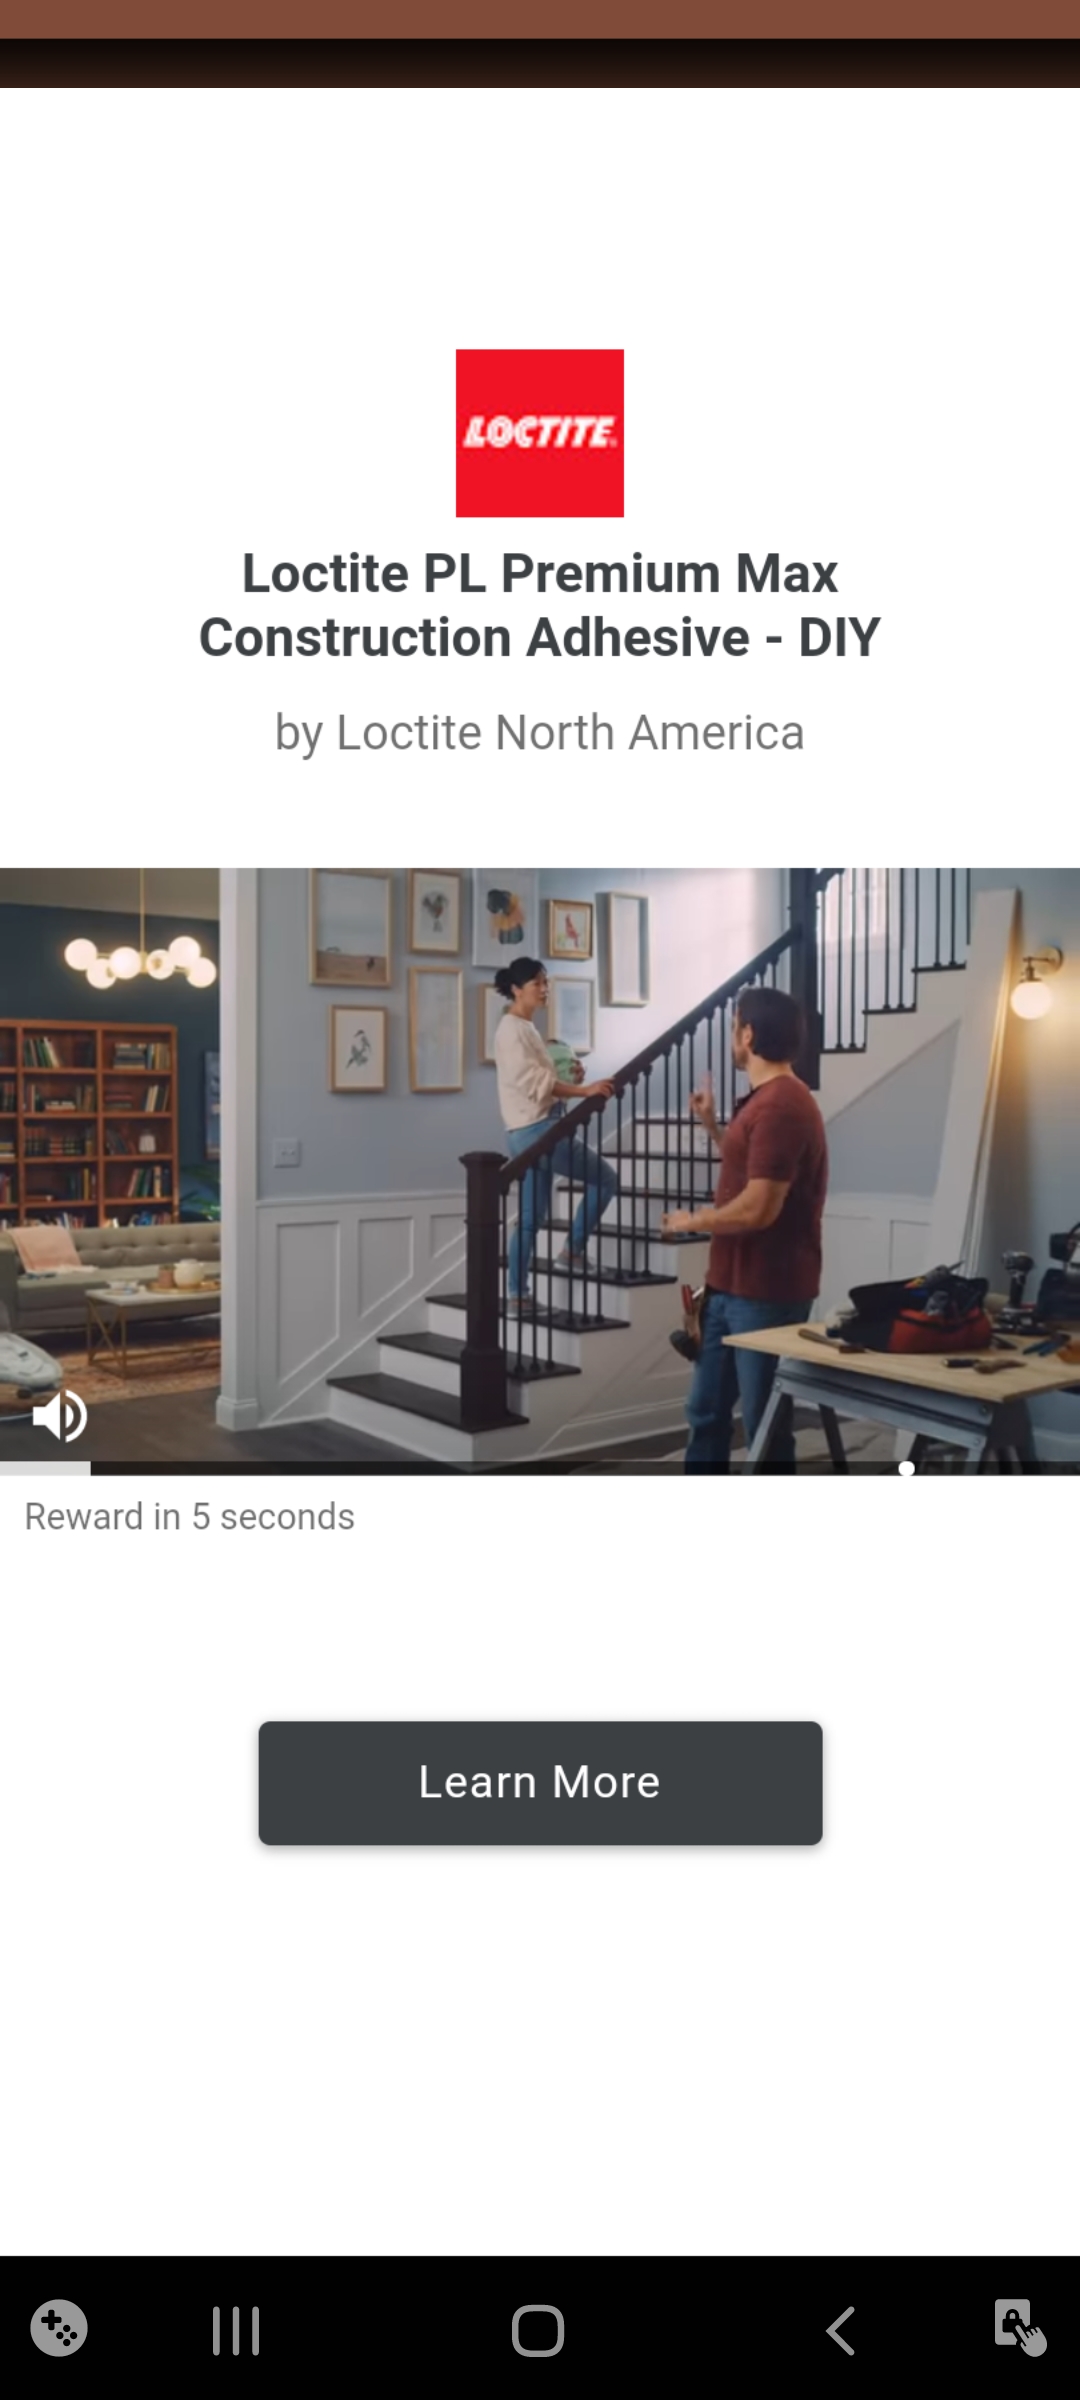 LOCTITE
Loctite PL Premium Max
Construction Adhesive - DIY
by Loctite North America
Reward in 5 seconds
Learn More